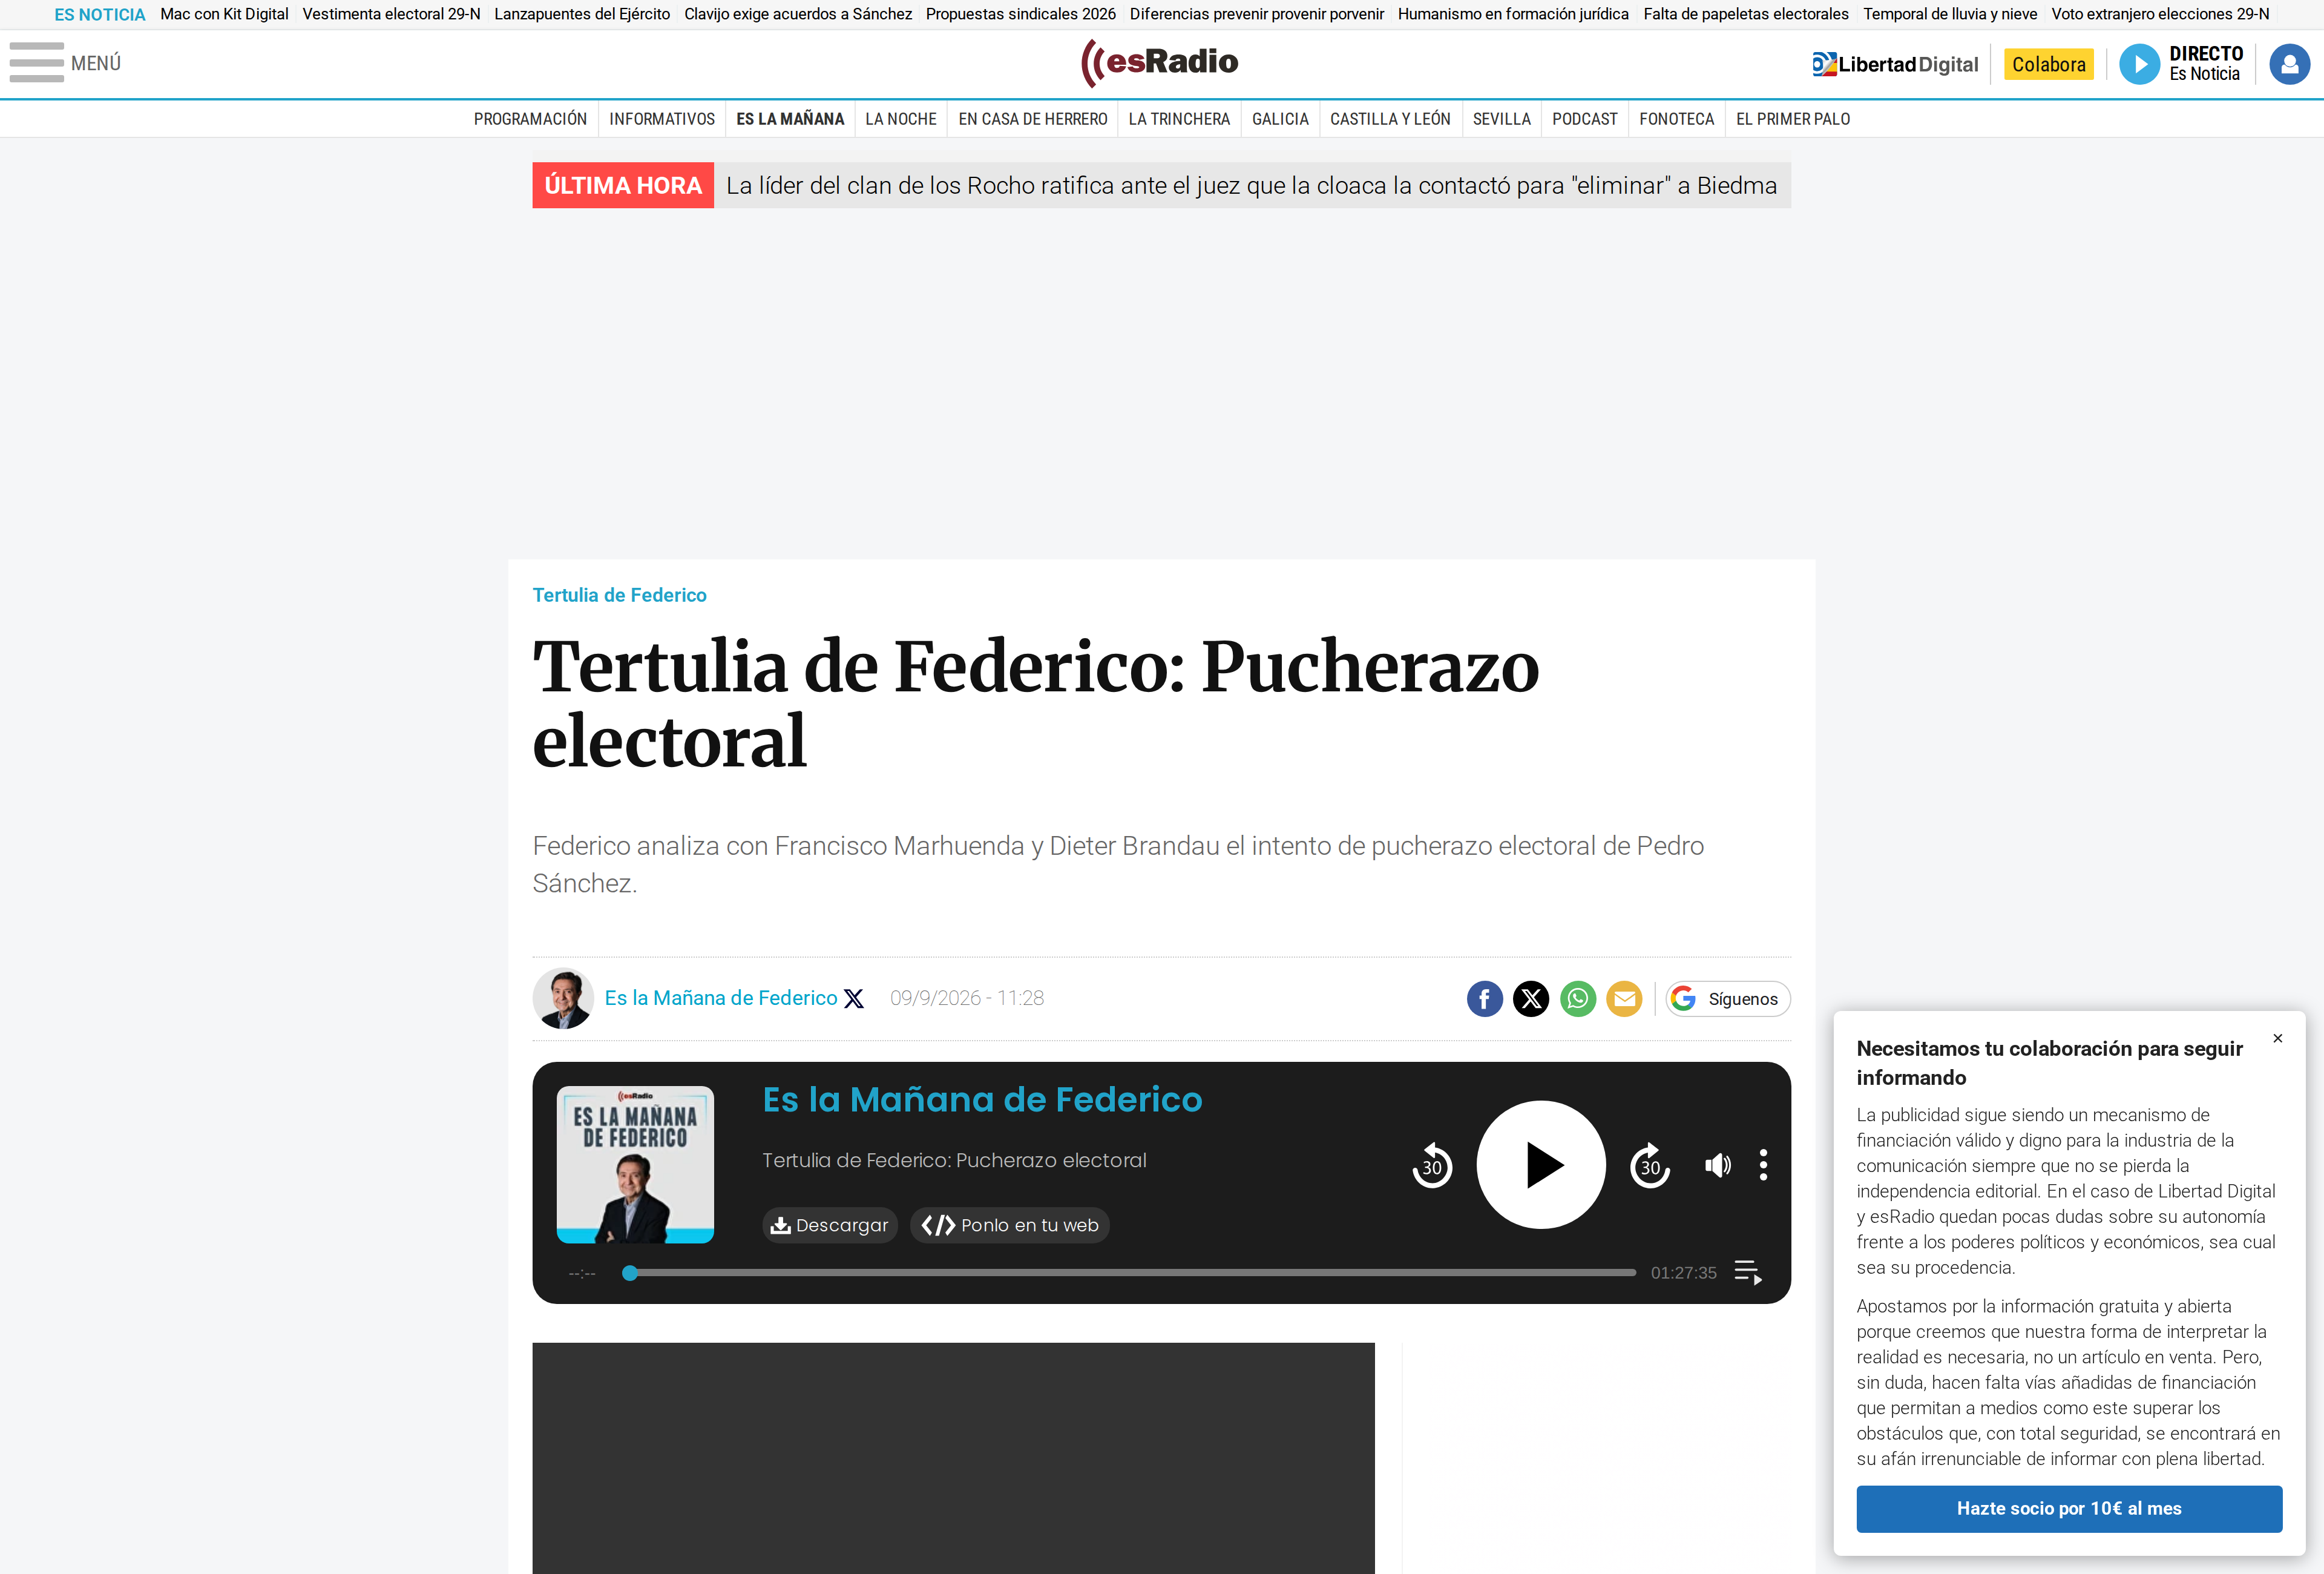 ES NOTICIA Mac con Kit Digital Vestimenta electoral 29-N Lanzapuentes del Ejército Clavijo exige acuerdos a Sánchez Propuestas sindicales 2026 Diferencias prevenir provenir porvenir Humanismo en formación jurídica Falta de papeletas electorales Temporal de lluvia y nieve Voto extranjero elecciones 29-N
MENÚ
esRadio
Libertad Digital
Colabora
DIRECTO
Es Noticia
PROGRAMACIÓN INFORMATIVOS ES LA MAÑANA LA NOCHE EN CASA DE HERRERO LA TRINCHERA GALICIA CASTILLA Y LEÓN SEVILLA PODCAST FONOTECA EL PRIMER PALO
ÚLTIMA HORA La líder del clan de los Rocho ratifica ante el juez que la cloaca la contactó para "eliminar" a Biedma
Tertulia de Federico
Tertulia de Federico: Pucherazo
electoral
Federico analiza con Francisco Marhuenda y Dieter Brandau el intento de pucherazo electoral de Pedro
Sánchez.
Es la Mañana de Federico 09/9/2026 - 11:28
Síguenos
esRadio
ES LA MAÑANA
DE FEDERICO
Es la Mañana de Federico
Tertulia de Federico: Pucherazo electoral
Descargar Ponlo en tu web
30 30
--:-- 01:27:35
×
Necesitamos tu colaboración para seguir
informando
La publicidad sigue siendo un mecanismo de
financiación válido y digno para la industria de la
comunicación siempre que no se pierda la
independencia editorial. En el caso de Libertad Digital
y esRadio quedan pocas dudas sobre su autonomía
frente a los poderes políticos y económicos, sea cual
sea su procedencia.
Apostamos por la información gratuita y abierta
porque creemos que nuestra forma de interpretar la
realidad es necesaria, no un artículo en venta. Pero,
sin duda, hacen falta vías añadidas de financiación
que permitan a medios como este superar los
obstáculos que, con total seguridad, se encontrará en
su afán irrenunciable de informar con plena libertad.
Hazte socio por 10€ al mes